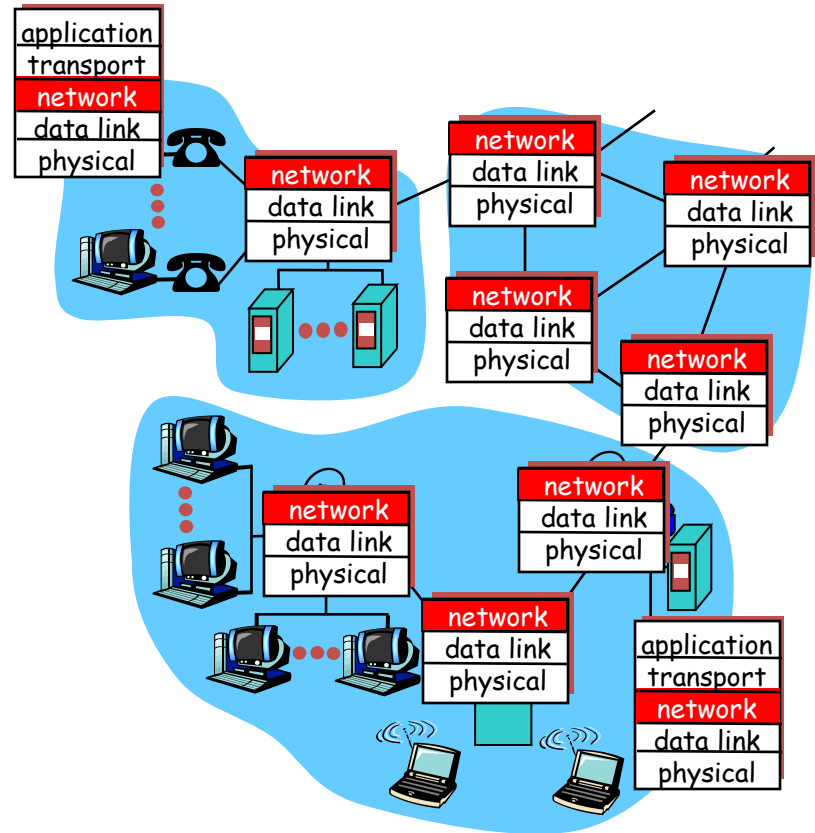 application
transport
network
data link
physical
network
data link
physical
network
data link
physical
network
data link
physical
network
data link
physical
network
data link
physical
network
data link
physical
network
data link
physical
network
data link
physical
application
transport
network
data link
physical